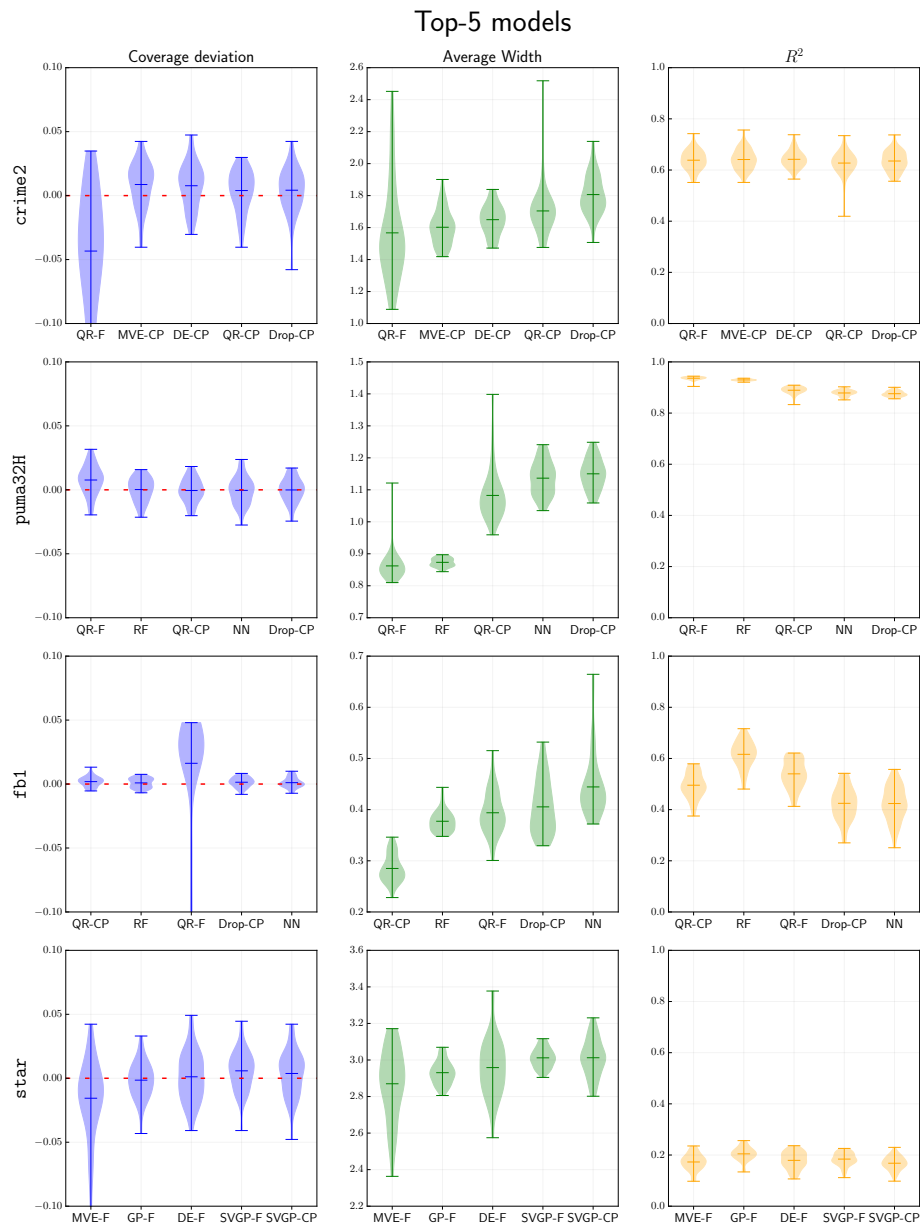 Top-5 models
Coverage deviation Average Width R²
crime2
0.10 0.05 0.00 −0.05 −0.10
QR-F MVE-CP DE-CP QR-CP Drop-CP
2.6 2.4 2.2 2.0 1.8 1.6 1.4 1.2 1.0
QR-F MVE-CP DE-CP QR-CP Drop-CP
1.0 0.8 0.6 0.4 0.2 0.0
QR-F MVE-CP DE-CP QR-CP Drop-CP
puma32H
0.10 0.05 0.00 −0.05 −0.10
QR-F RF QR-CP NN Drop-CP
1.5 1.4 1.3 1.2 1.1 1.0 0.9 0.8 0.7
QR-F RF QR-CP NN Drop-CP
1.0 0.8 0.6 0.4 0.2 0.0
QR-F RF QR-CP NN Drop-CP
fb1
0.10 0.05 0.00 −0.05 −0.10
QR-CP RF QR-F Drop-CP NN
0.7 0.6 0.5 0.4 0.3 0.2
QR-CP RF QR-F Drop-CP NN
1.0 0.8 0.6 0.4 0.2 0.0
QR-CP RF QR-F Drop-CP NN
star
0.10 0.05 0.00 −0.05 −0.10
MVE-F GP-F DE-F SVGP-F SVGP-CP
3.6 3.4 3.2 3.0 2.8 2.6 2.4 2.2
MVE-F GP-F DE-F SVGP-F SVGP-CP
1.0 0.8 0.6 0.4 0.2 0.0
MVE-F GP-F DE-F SVGP-F SVGP-CP